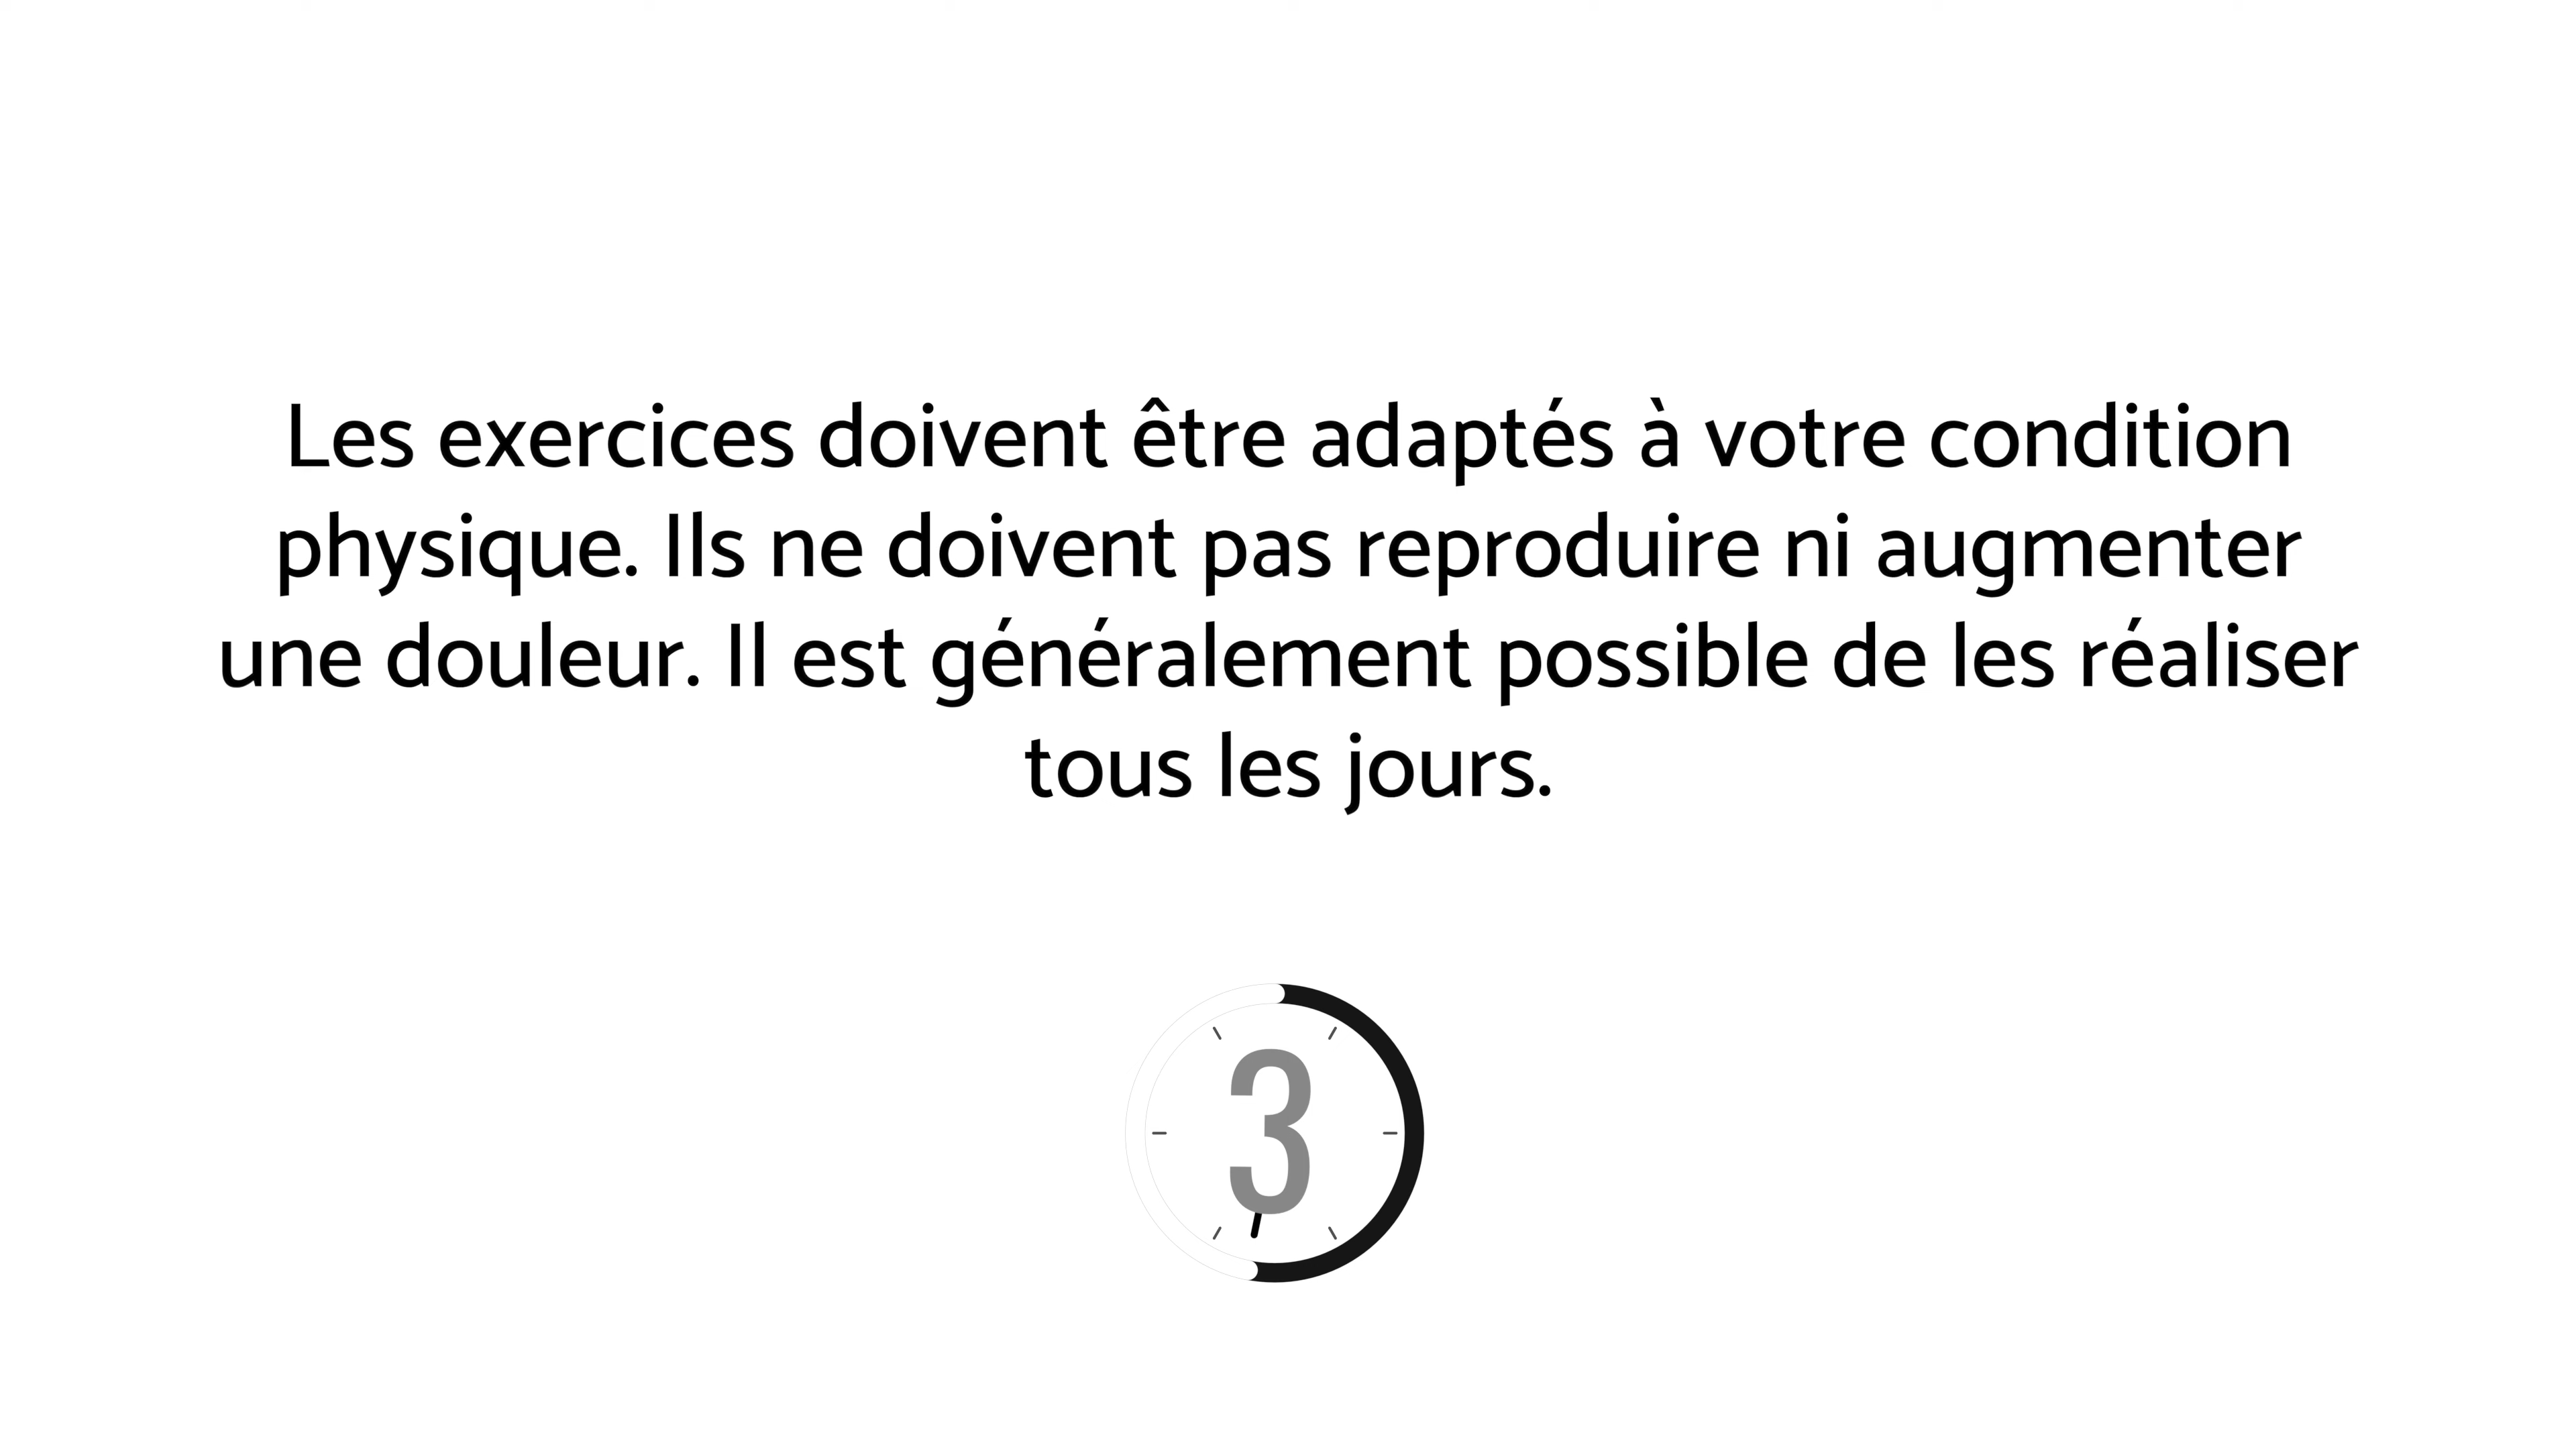 Les exercices doivent être adaptés à votre condition
physique. Ils ne doivent pas reproduire ni augmenter
une douleur. Il est généralement possible de les réaliser
tous les jours.
3